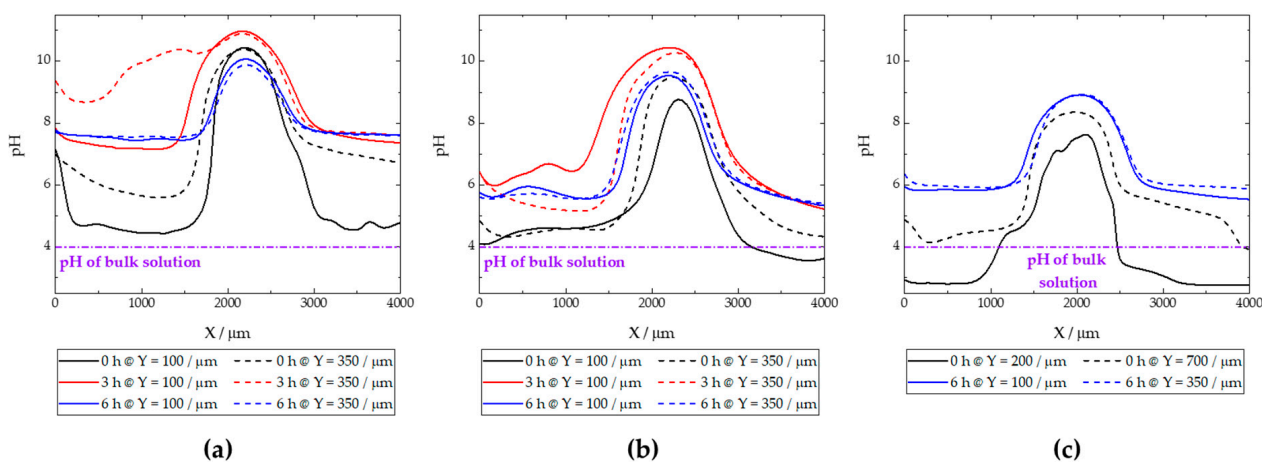 10
8
6
4
pH
pH of bulk solution
0 1000 2000 3000 4000
X / μm
0 h @ Y = 100 / μm 0 h @ Y = 350 / μm
3 h @ Y = 100 / μm 3 h @ Y = 350 / μm
6 h @ Y = 100 / μm 6 h @ Y = 350 / μm
(a)
10
8
6
4
pH
pH of bulk solution
0 1000 2000 3000 4000
X / μm
0 h @ Y = 100 / μm 0 h @ Y = 350 / μm
3 h @ Y = 100 / μm 3 h @ Y = 350 / μm
6 h @ Y = 100 / μm 6 h @ Y = 350 / μm
(b)
10
8
6
4
pH
pH of bulk
solution
0 1000 2000 3000 4000
X / μm
0 h @ Y = 200 / μm 0 h @ Y = 700 / μm
6 h @ Y = 100 / μm 6 h @ Y = 350 / μm
(c)